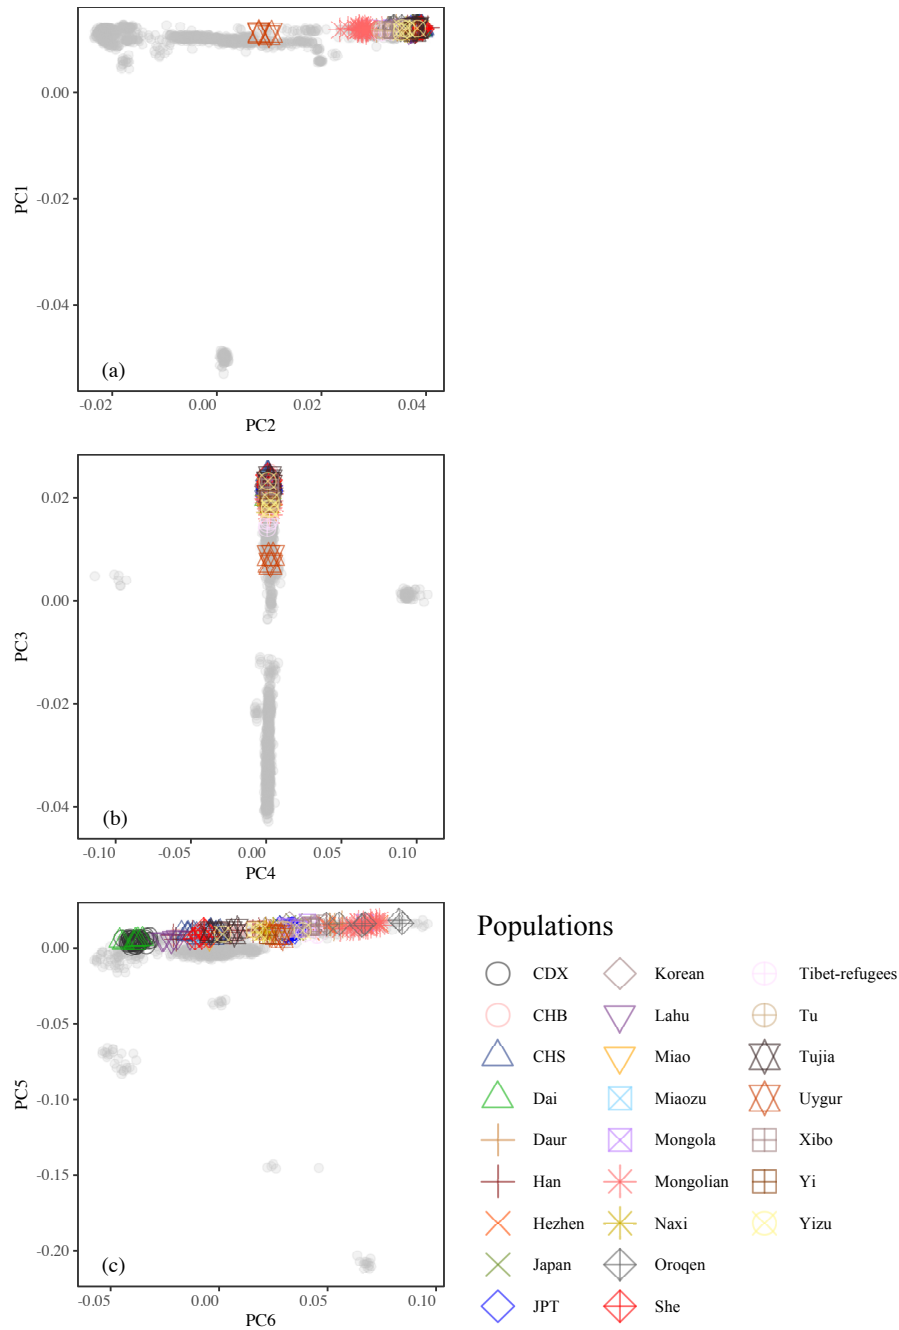 0.00
-0.02
-0.04
PC1
(a)
-0.02 0.00 0.02 0.04
PC2
0.02
0.00
-0.02
-0.04
PC3
(b)
-0.10 -0.05 0.00 0.05 0.10
PC4
0.00
-0.05
-0.10
-0.15
-0.20
PC5
(c)
-0.05 0.00 0.05 0.10
PC6
Populations
CDX Korean Tibet-refugees
CHB Lahu Tu
CHS Miao Tujia
Dai Miaozu Uygur
Daur Mongola Xibo
Han Mongolian Yi
Hezhen Naxi Yizu
Japan Oroqen
JPT She